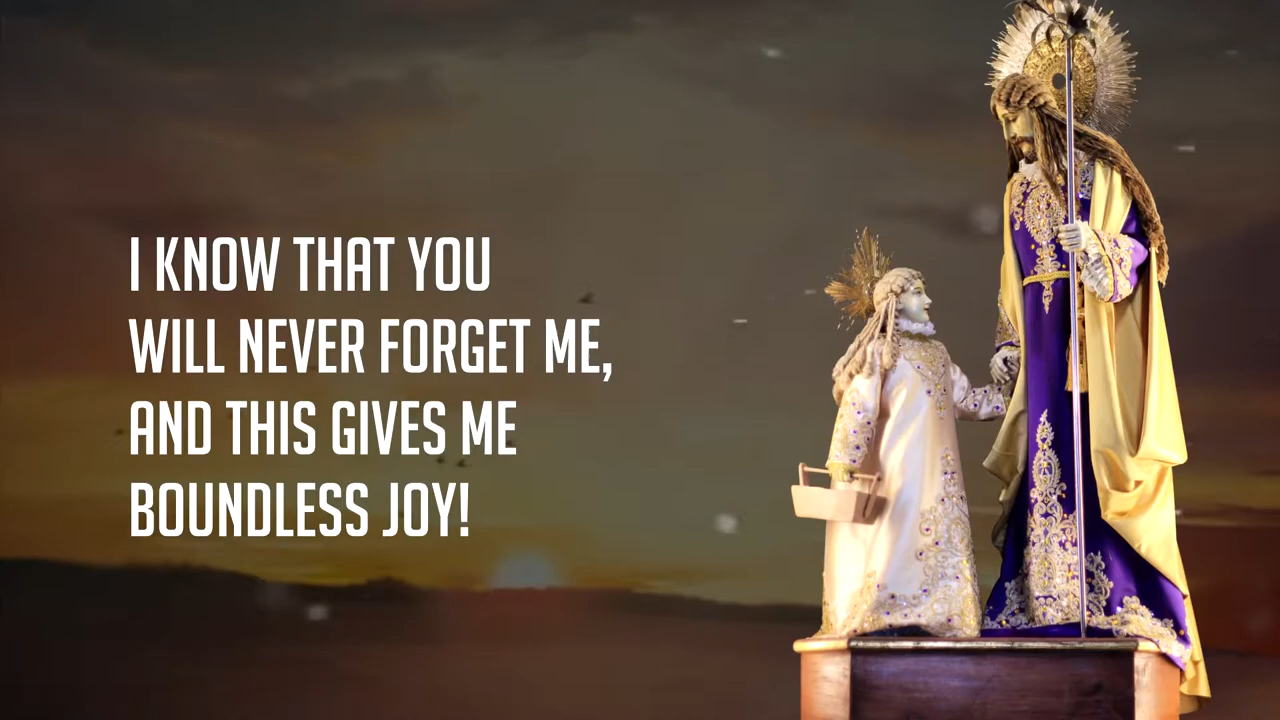 I KNOW THAT YOU
WILL NEVER FORGET ME,
AND THIS GIVES ME
BOUNDLESS JOY!